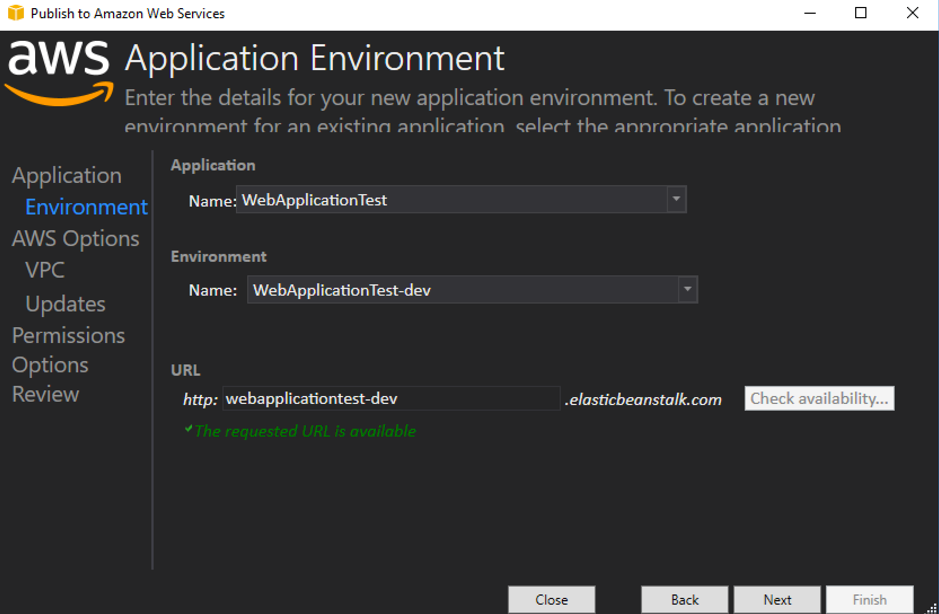 Publish to Amazon Web Services
aws
Application Environment
Enter the details for your new application environment. To create a new
environment for an existing application, select the appropriate application
Application
Environment
AWS Options
VPC
Updates
Permissions
Options
Review
Application
Name: WebApplicationTest
Environment
Name: WebApplicationTest-dev
URL
http: webapplicationtest-dev .elasticbeanstalk.com Check availability...
The requested URL is available
Close Back Next Finish